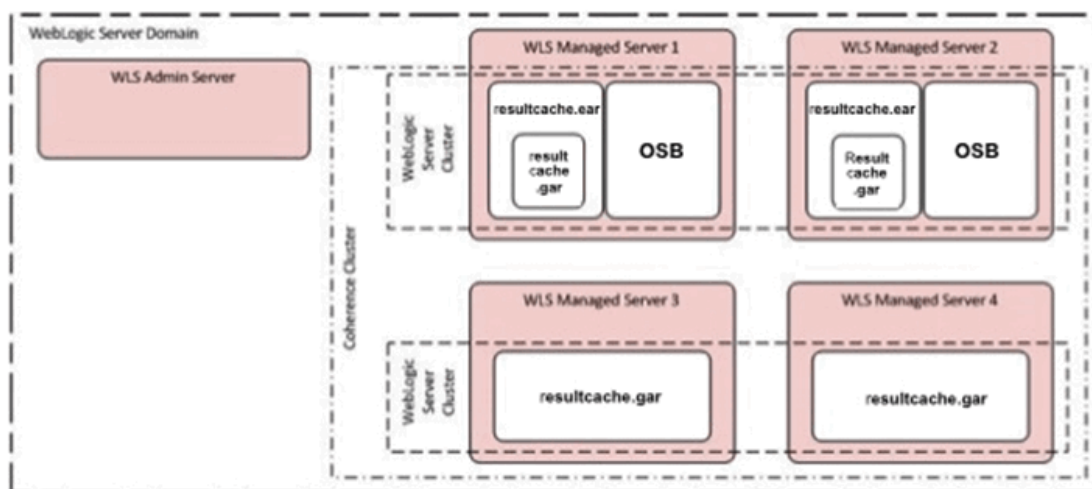 WebLogic Server Domain
WLS Admin Server
Coherence Cluster
WebLogic
Server
Cluster
WLS Managed Server 1
resultcache.ear
result
cache
.gar
OSB
WLS Managed Server 2
resultcache.ear
Result
cache
.gar
OSB
WebLogic
Server
Cluster
WLS Managed Server 3
resultcache.gar
WLS Managed Server 4
resultcache.gar